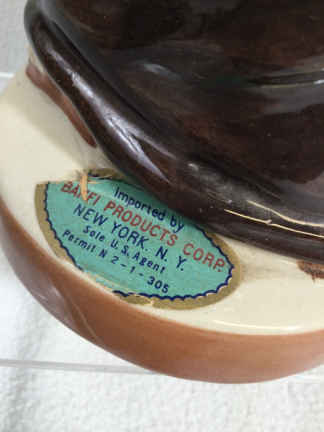 Imported by
BANFI PRODUCTS CORP.
NEW YORK, N.Y.
Sole U.S. Agent
Permit N 2-1-305